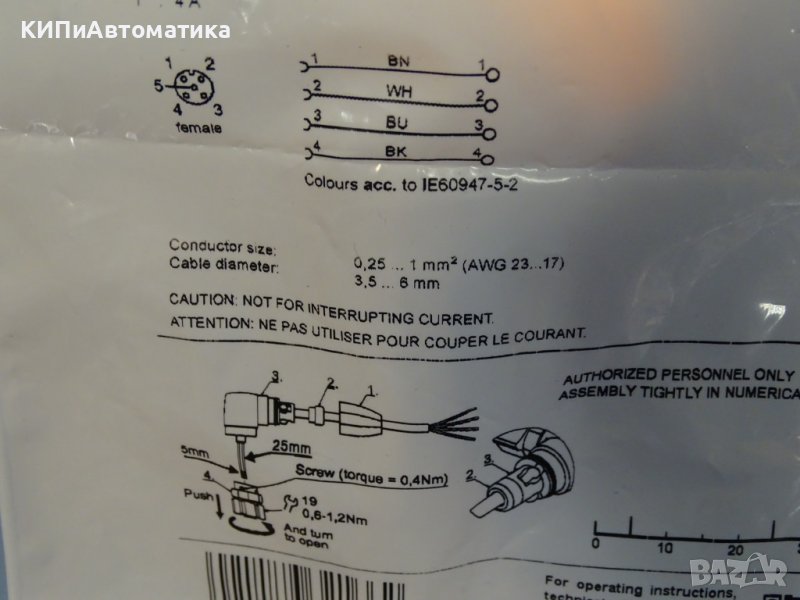 КИПиАвтоматика
4A
1 2
5
4 3
female
1 BN 1
2 WH 2
3 BU 3
4 BK 4
Colours acc. to IE60947-5-2
Conductor size: 0,25 ... 1 mm² (AWG 23...17)
Cable diameter: 3,5 ... 6 mm
CAUTION: NOT FOR INTERRUPTING CURRENT.
ATTENTION: NE PAS UTILISER POUR COUPER LE COURANT.
AUTHORIZED PERSONNEL ONLY
ASSEMBLY TIGHTLY IN NUMERICA
3. 2. 1.
25mm
5mm
Screw (torque = 0,4Nm)
4.
Push
19
0,6-1,2Nm
And turn
to open
3.
2.
0 10 20
For operating instructions,
bazar